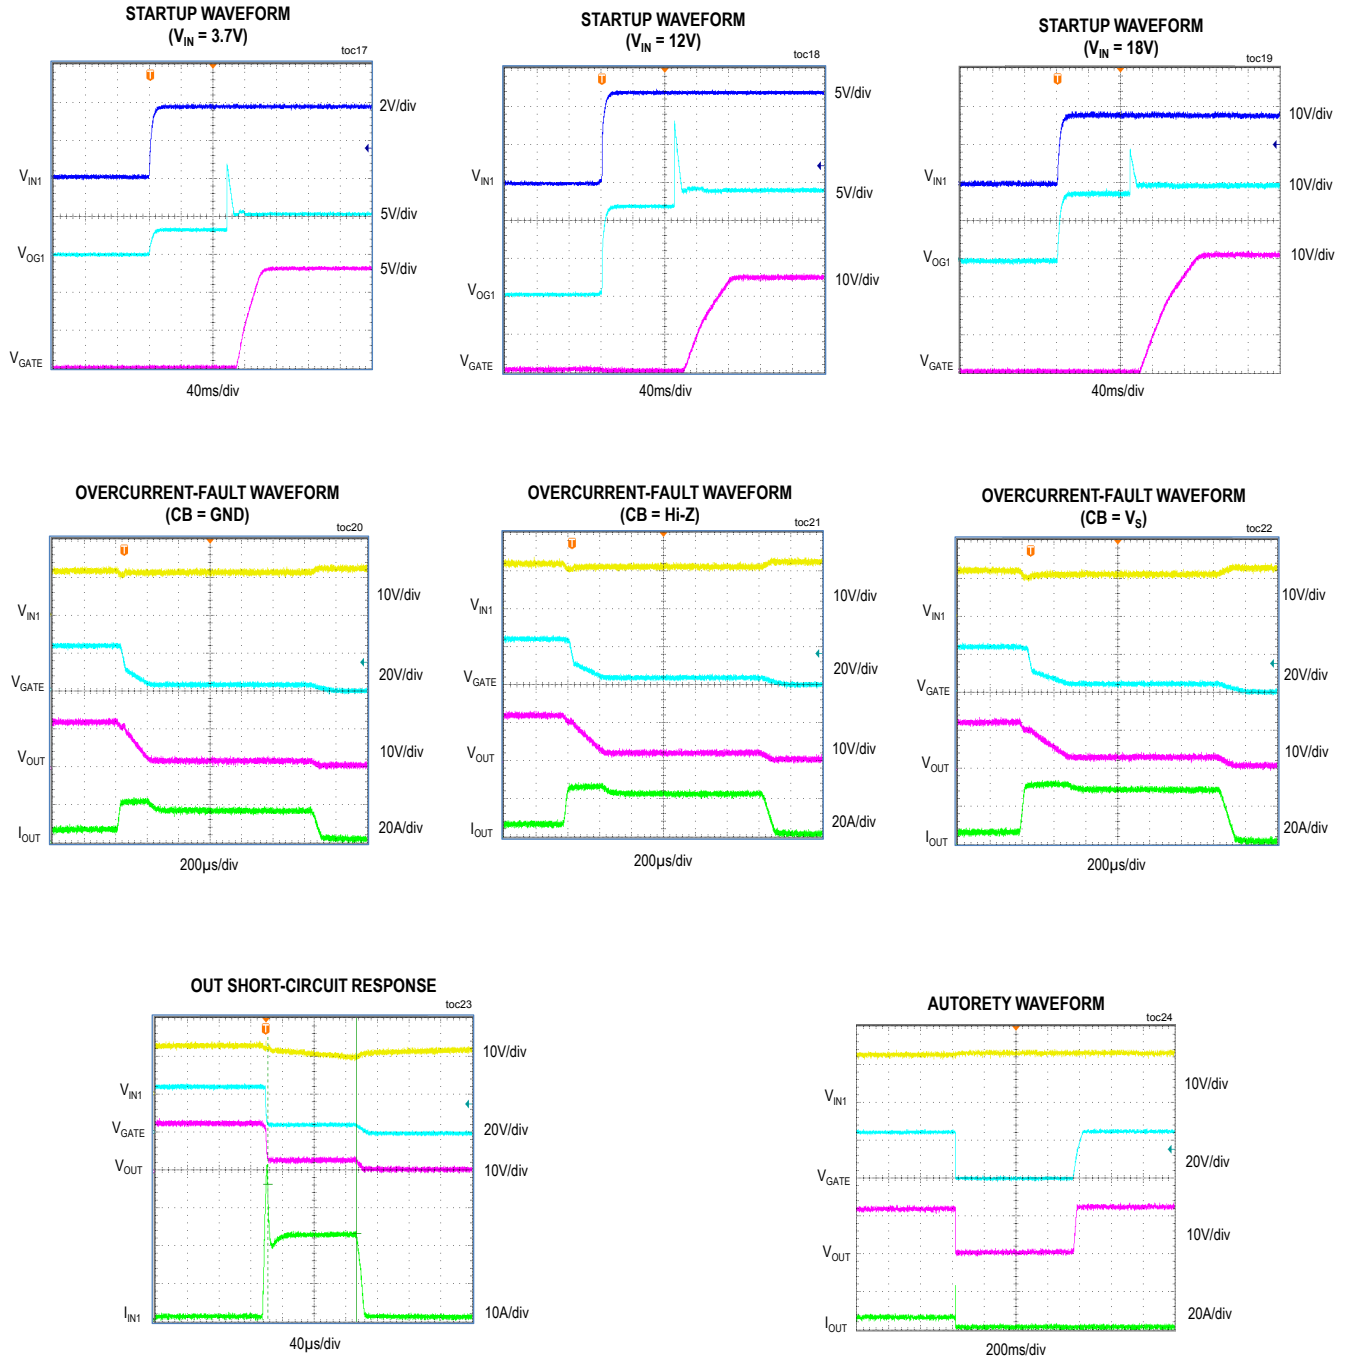 STARTUP WAVEFORM
(VIN = 3.7V)
toc17
T
2V/div
VIN1
5V/div
VOG1
5V/div
VGATE
40ms/div
STARTUP WAVEFORM
(VIN = 12V)
toc18
T
5V/div
VIN1
5V/div
VOG1
10V/div
VGATE
40ms/div
STARTUP WAVEFORM
(VIN = 18V)
toc19
T
10V/div
VIN1
10V/div
VOG1
10V/div
VGATE
40ms/div
OVERCURRENT-FAULT WAVEFORM
(CB = GND)
toc20
T
10V/div
VIN1
20V/div
VGATE
10V/div
VOUT
20A/div
IOUT
200µs/div
OVERCURRENT-FAULT WAVEFORM
(CB = Hi-Z)
toc21
T
10V/div
VIN1
20V/div
VGATE
10V/div
VOUT
20A/div
IOUT
200µs/div
OVERCURRENT-FAULT WAVEFORM
(CB = VS)
toc22
T
10V/div
VIN1
20V/div
VGATE
10V/div
VOUT
20A/div
IOUT
200µs/div
OUT SHORT-CIRCUIT RESPONSE
toc23
T
10V/div
VIN1
VGATE
20V/div
VOUT
10V/div
IIN1
10A/div
40µs/div
AUTORETY WAVEFORM
toc24
10V/div
VIN1
20V/div
VGATE
10V/div
VOUT
20A/div
IOUT
200ms/div